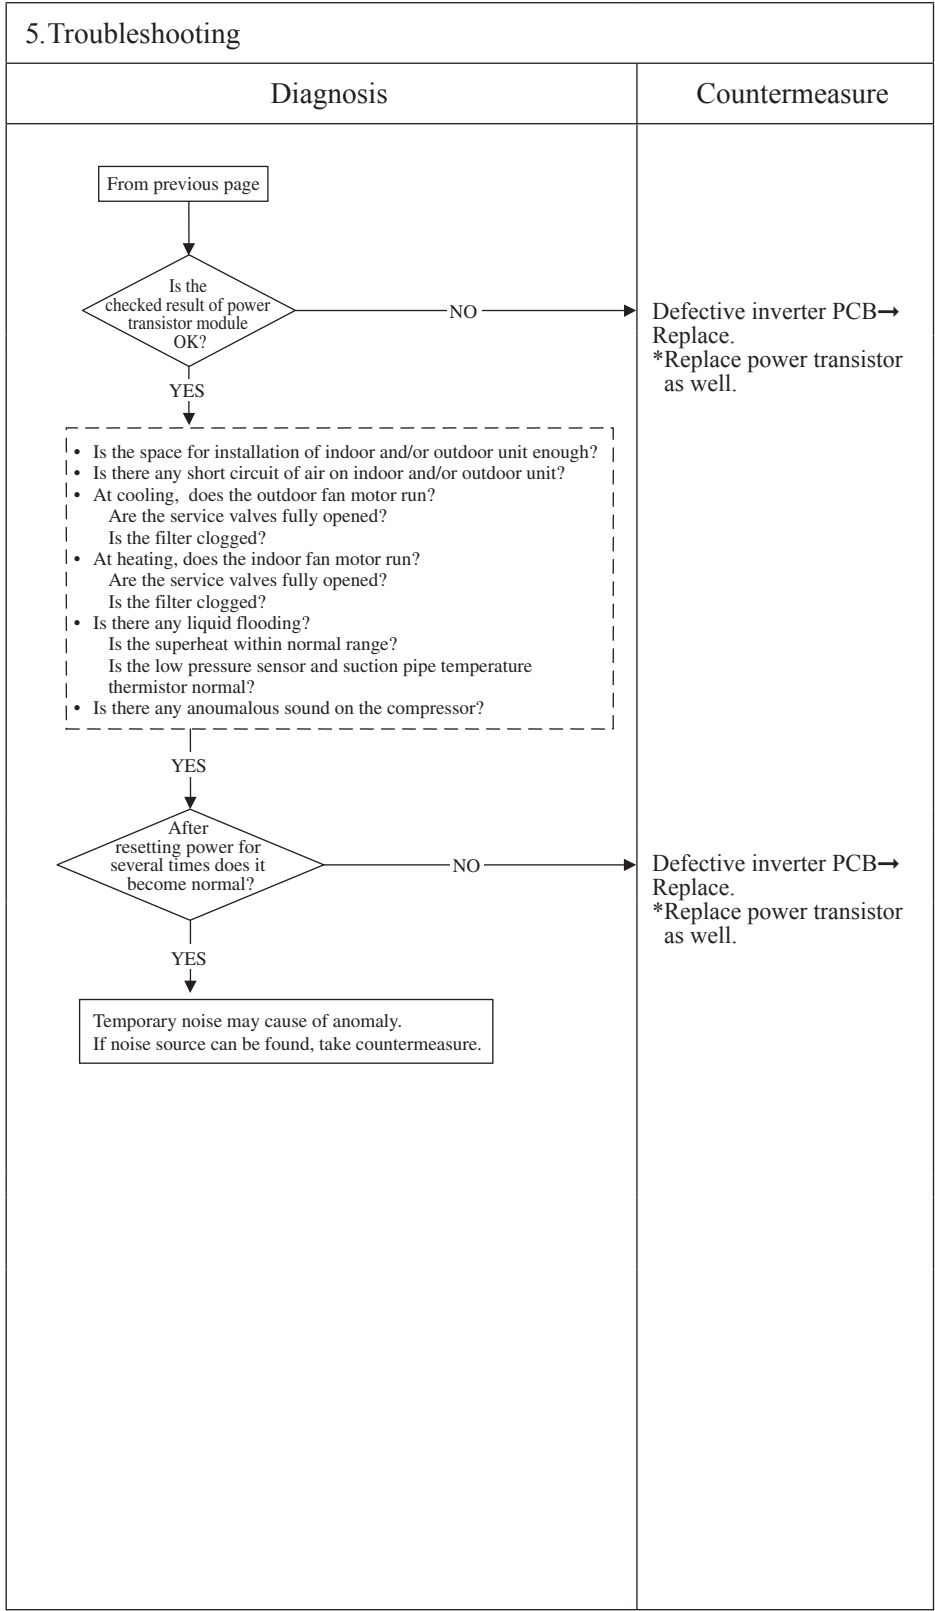 5.Troubleshooting
Diagnosis
Countermeasure
From previous page
Is the
checked result of power
transistor module
OK?
NO
Defective inverter PCB→
Replace.
*Replace power transistor
as well.
YES
• Is the space for installation of indoor and/or outdoor unit enough?
• Is there any short circuit of air on indoor and/or outdoor unit?
• At cooling, does the outdoor fan motor run?
Are the service valves fully opened?
Is the filter clogged?
• At heating, does the indoor fan motor run?
Are the service valves fully opened?
Is the filter clogged?
• Is there any liquid flooding?
Is the superheat within normal range?
Is the low pressure sensor and suction pipe temperature
thermistor normal?
• Is there any anoumalous sound on the compressor?
YES
After
resetting power for
several times does it
become normal?
NO
Defective inverter PCB→
Replace.
*Replace power transistor
as well.
YES
Temporary noise may cause of anomaly.
If noise source can be found, take countermeasure.